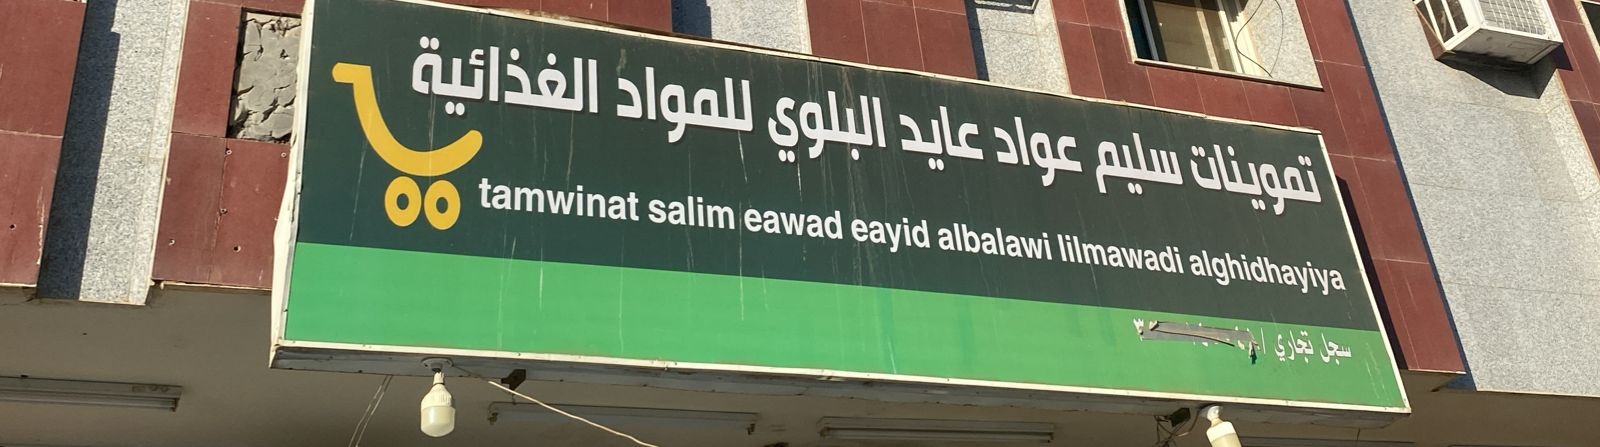 تموينات سليم عواد عايد البلوي للمواد الغذائية
tamwinat salim eawad eayid albalawi lilmawadi alghidhayiya
سجل تجاري /